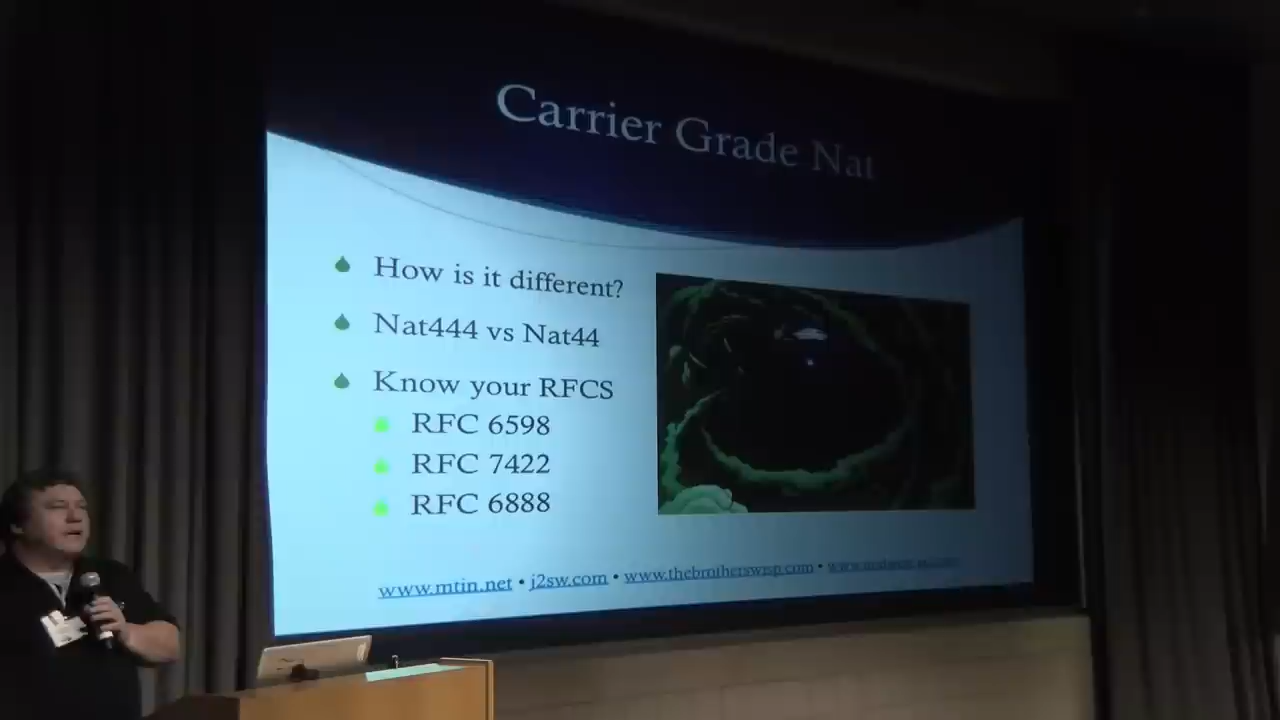 Carrier Grade Nat
How is it different?
Nat444 vs Nat44
Know your RFCS
RFC 6598
RFC 7422
RFC 6888
www.mtin.net • j2sw.com • www.thebrotherswisp.com •